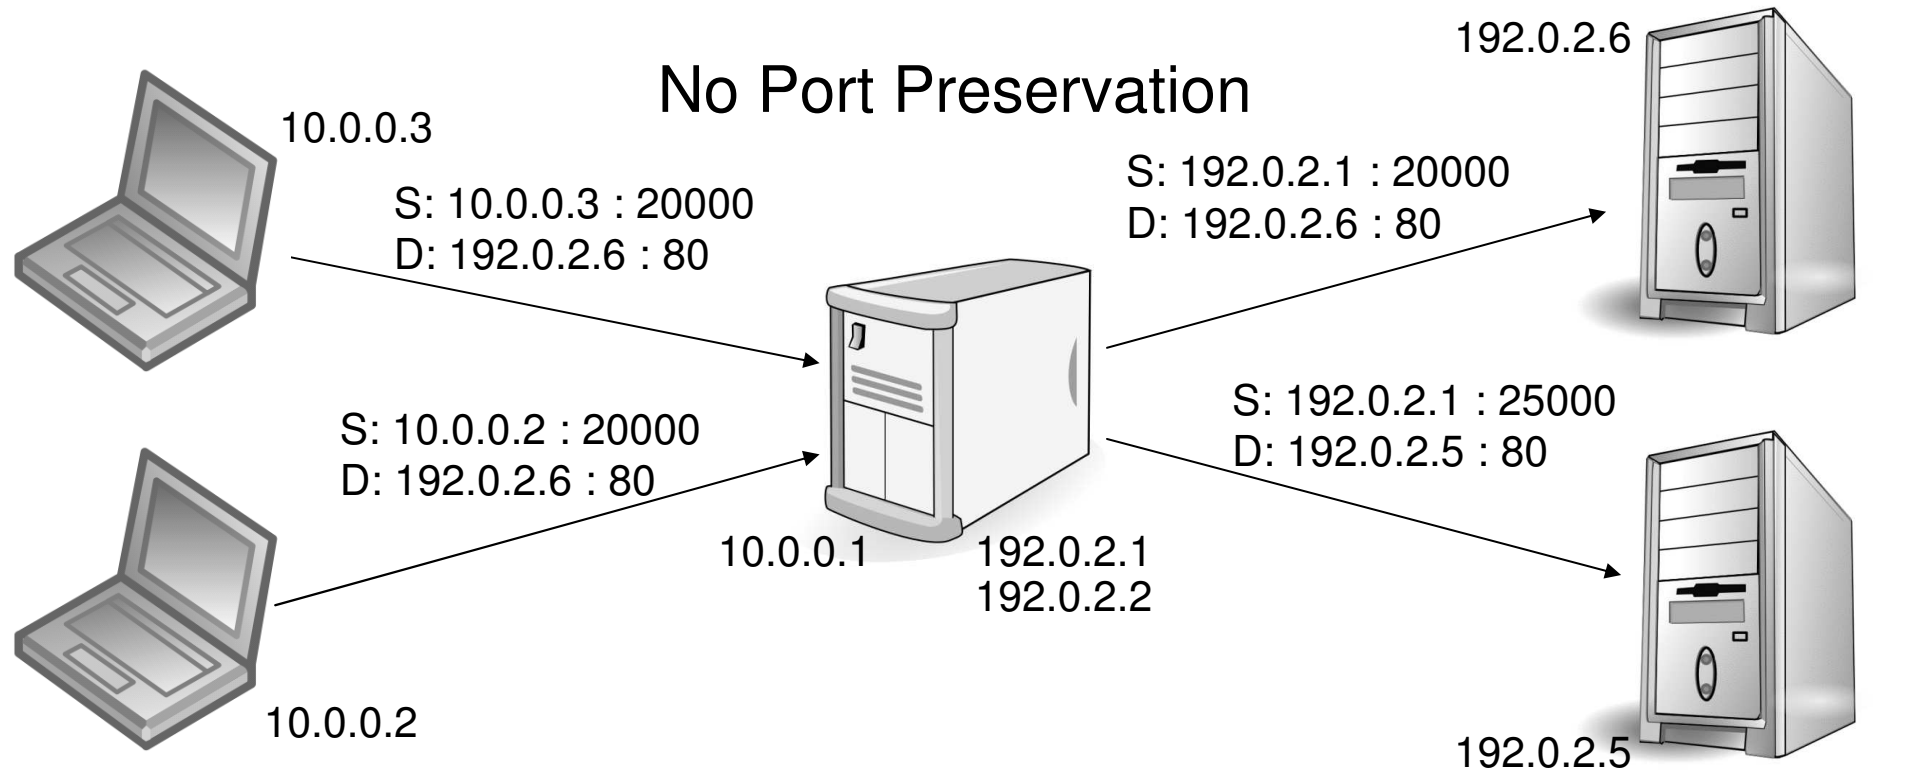 No Port Preservation
192.0.2.6
10.0.0.3
S: 10.0.0.3 : 20000
D: 192.0.2.6 : 80
S: 192.0.2.1 : 20000
D: 192.0.2.6 : 80
S: 10.0.0.2 : 20000
D: 192.0.2.6 : 80
S: 192.0.2.1 : 25000
D: 192.0.2.5 : 80
10.0.0.1
192.0.2.1
192.0.2.2
10.0.0.2
192.0.2.5